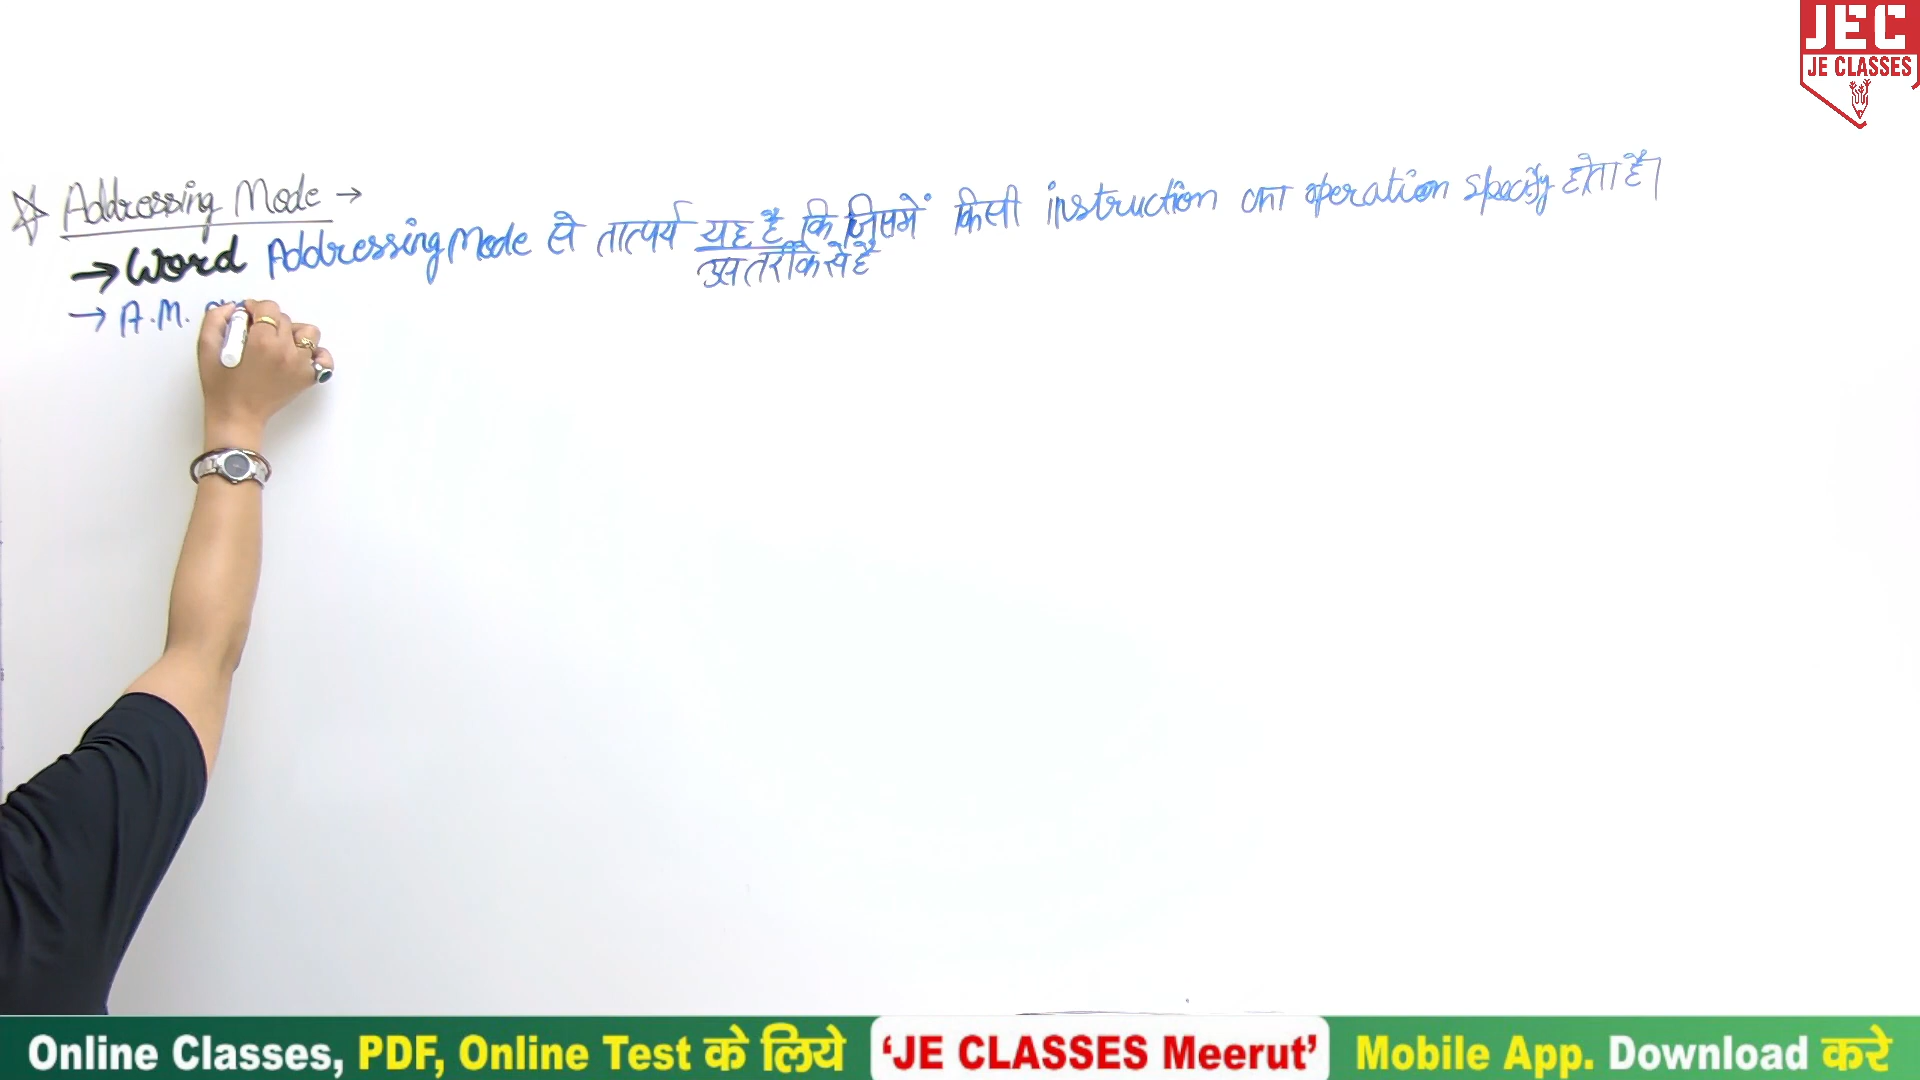 JEC
JE CLASSES
Addressing Mode →
→ Word Addressing Mode से तात्पर्य यह है कि जिसमें किसी instruction का operation specify होता है।
उस तरीके से है
→ A.M.
Online Classes, PDF, Online Test के लिये 'JE CLASSES Meerut' Mobile App. Download करे